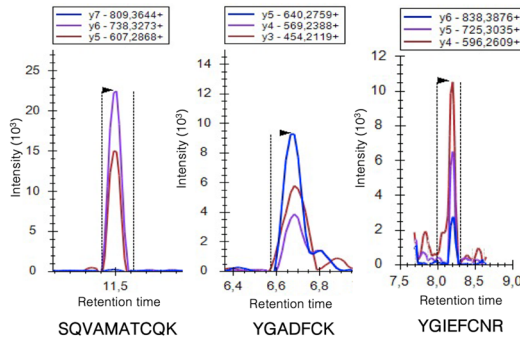 y7 - 809,3644+
y6 - 738,3273+
y5 - 607,2868+
Intensity (10³)
25
20
15
10
5
0
11,5
Retention time
SQVAMATCQK
y5 - 640,2759+
y4 - 569,2388+
y3 - 454,2119+
Intensity (10³)
14
12
10
8
6
4
2
0
6,4
6,6
6,8
Retention time
YGADFCK
y6 - 838,3876+
y5 - 725,3035+
y4 - 596,2609+
Intensity (10³)
12
10
8
6
4
2
0
7,5
8,0
8,5
9,0
Retention time
YGIEFCNR